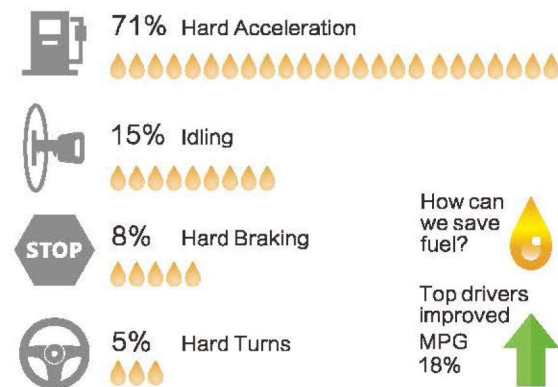 71% Hard Acceleration
15% Idling
STOP
8% Hard Braking
5% Hard Turns
How can
we save
fuel?
Top drivers
improved
MPG
18%